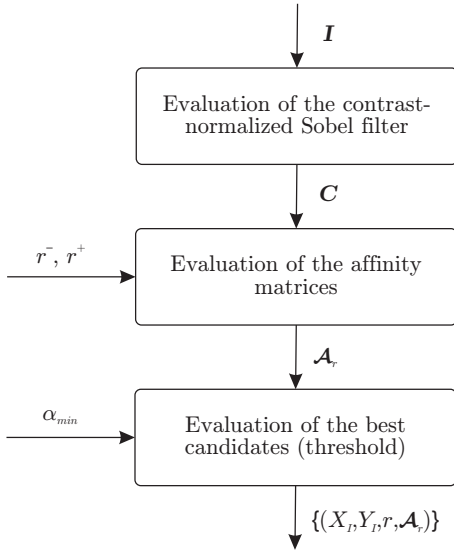 I
Evaluation of the contrast-
normalized Sobel filter
C
r⁻, r⁺
Evaluation of the affinity
matrices
𝓐ᵣ
α_min
Evaluation of the best
candidates (threshold)
{(X_I,Y_I,r,𝓐ᵣ)}